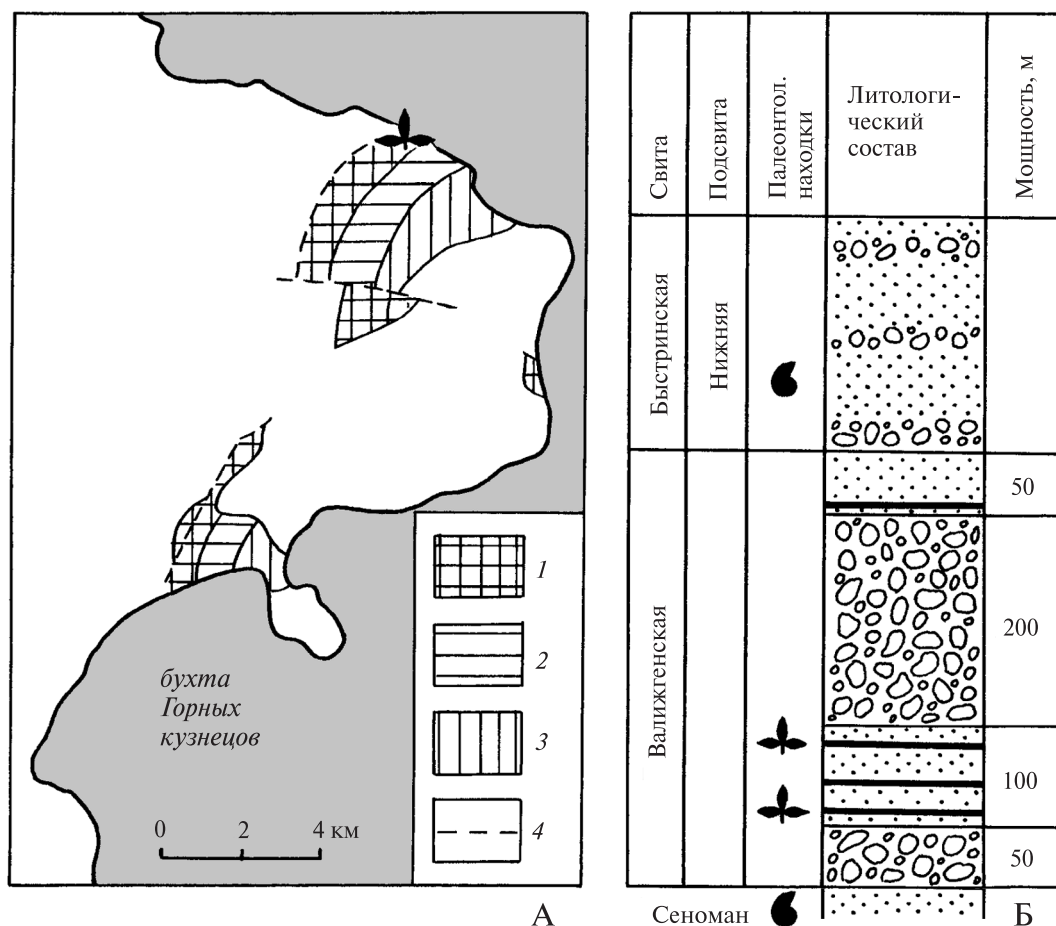 бухта
Горных
кузнецов
0 2 4 км
1
2
3
4
А
Свита
Подсвита
Палеонтол.
находки
Литологи-
ческий
состав
Мощность, м
Быстринская
Нижняя
Валижгенская
50
200
100
50
Сеноман
Б